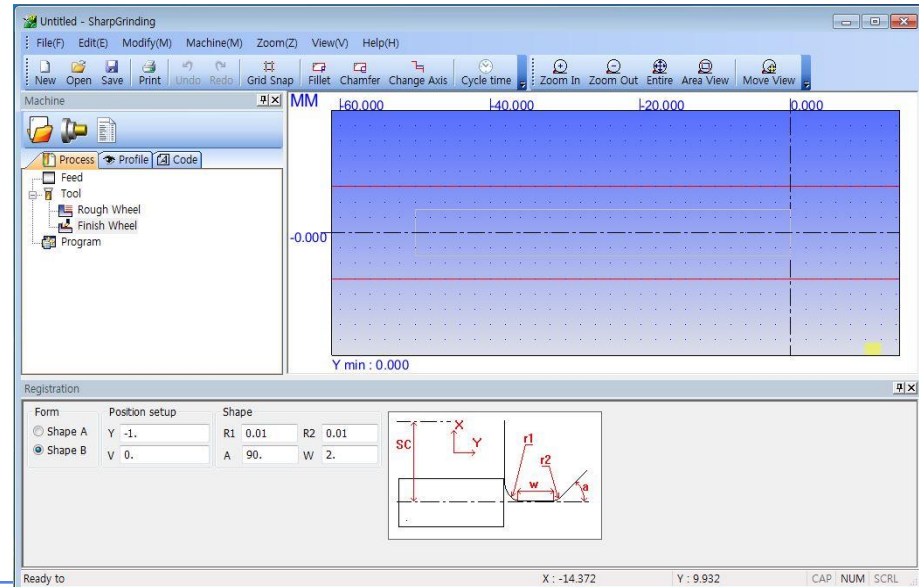 Untitled - SharpGrinding
File(F) Edit(E) Modify(M) Machine(M) Zoom(Z) View(V) Help(H)
New Open Save Print Undo Redo Grid Snap Fillet Chamfer Change Axis Cycle time Zoom In Zoom Out Entire Area View Move View
Machine
Process Profile Code
Feed
Tool
Rough Wheel
Finish Wheel
Program
MM -60.000 -40.000 -20.000 0.000
-0.000
Y min : 0.000
Registration
Form Position setup Shape
Shape A Y -1. R1 0.01 R2 0.01
Shape B V 0. A 90. W 2.
X
SC Y r1
r2
w
a
Ready to X : -14.372 Y : 9.932 CAP NUM SCRL